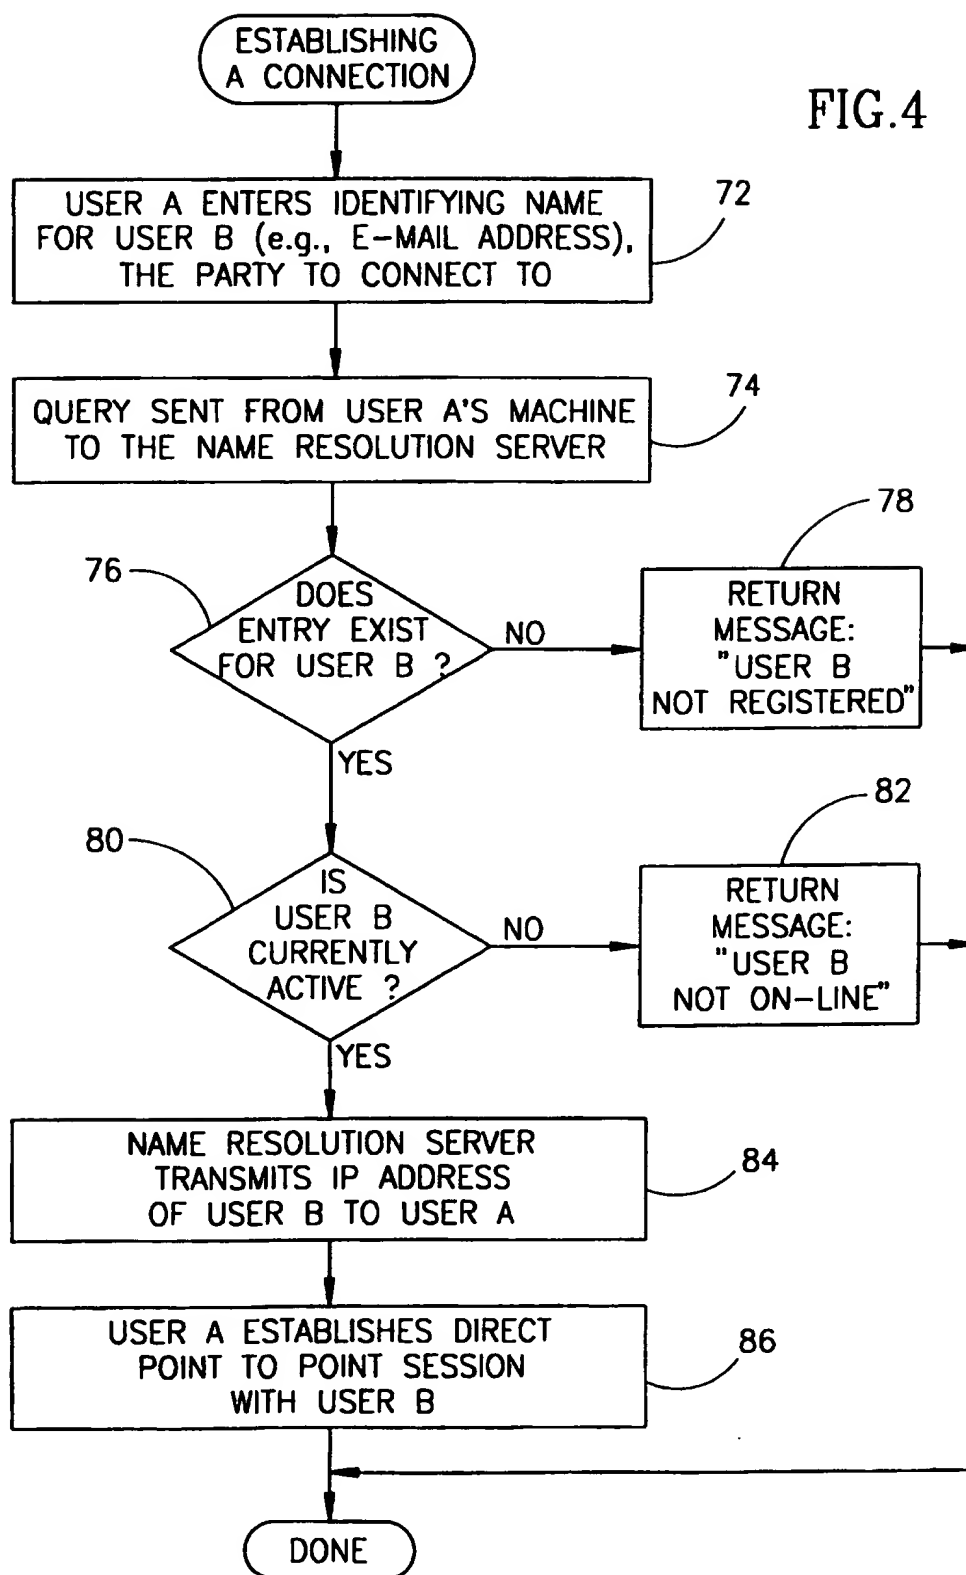 ESTABLISHING
A CONNECTION
FIG.4
USER A ENTERS IDENTIFYING NAME
FOR USER B (e.g., E-MAIL ADDRESS),
THE PARTY TO CONNECT TO
72
QUERY SENT FROM USER A'S MACHINE
TO THE NAME RESOLUTION SERVER
74
76
DOES
ENTRY EXIST
FOR USER B ?
NO
YES
78
RETURN
MESSAGE:
"USER B
NOT REGISTERED"
80
IS
USER B
CURRENTLY
ACTIVE ?
NO
YES
82
RETURN
MESSAGE:
"USER B
NOT ON-LINE"
NAME RESOLUTION SERVER
TRANSMITS IP ADDRESS
OF USER B TO USER A
84
USER A ESTABLISHES DIRECT
POINT TO POINT SESSION
WITH USER B
86
DONE